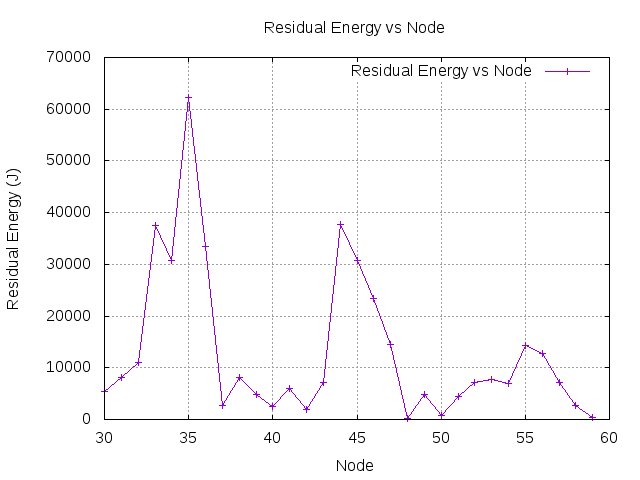 Residual Energy vs Node
Residual Energy vs Node
Residual Energy (J)
70000
60000
50000
40000
30000
20000
10000
0
30 35 40 45 50 55 60
Node